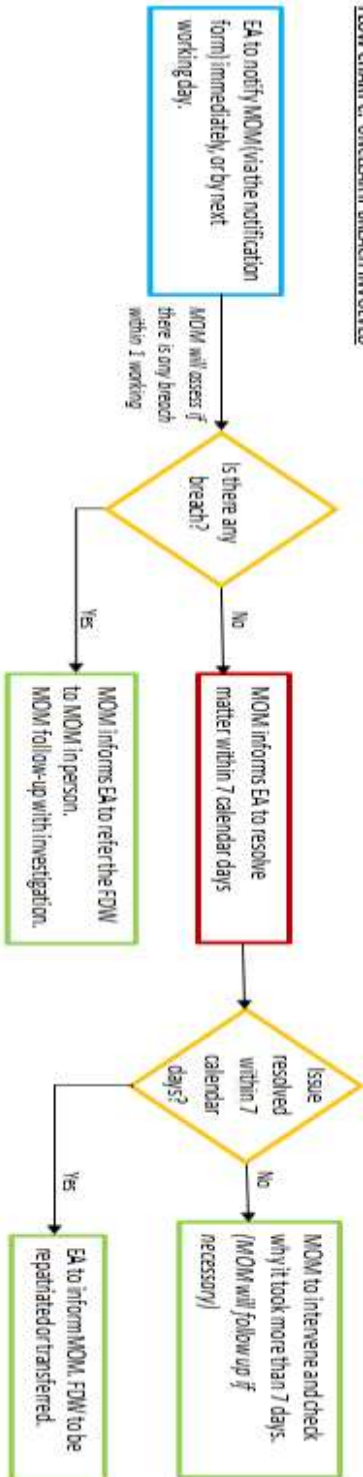 EA to notify MOM (via the notification
form) immediately, or by next
working day.
MOM will assess if
there is any breach
within 1 working
Is there any
breach?
No
Yes
MOM informs EA to resolve
matter within 7 calendar days
MOM informs EA to refer the FDW
to MOM in person.
MOM follow-up with investigation.
Issue
resolved
within 7
calendar
days?
No
Yes
MOM to intervene and check
why it took more than 7 days.
(MOM will follow up if
necessary)
EA to inform MOM. FDW to be
repatriated or transferred.